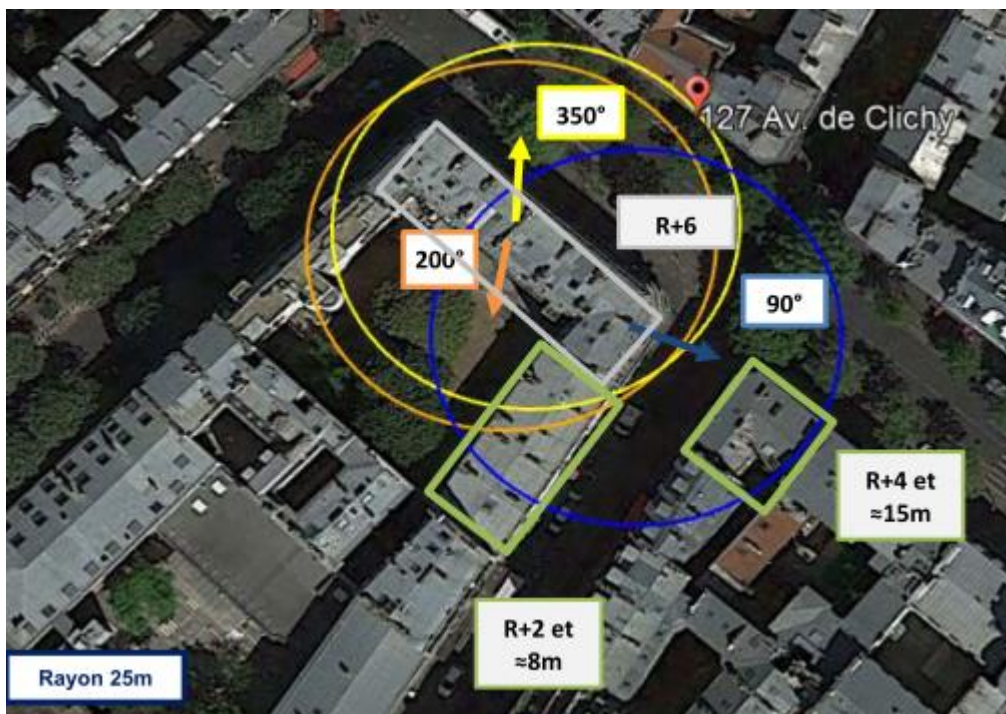 350°
127 Av. de Clichy
R+6
200°
90°
R+4 et
≈15m
R+2 et
≈8m
Rayon 25m